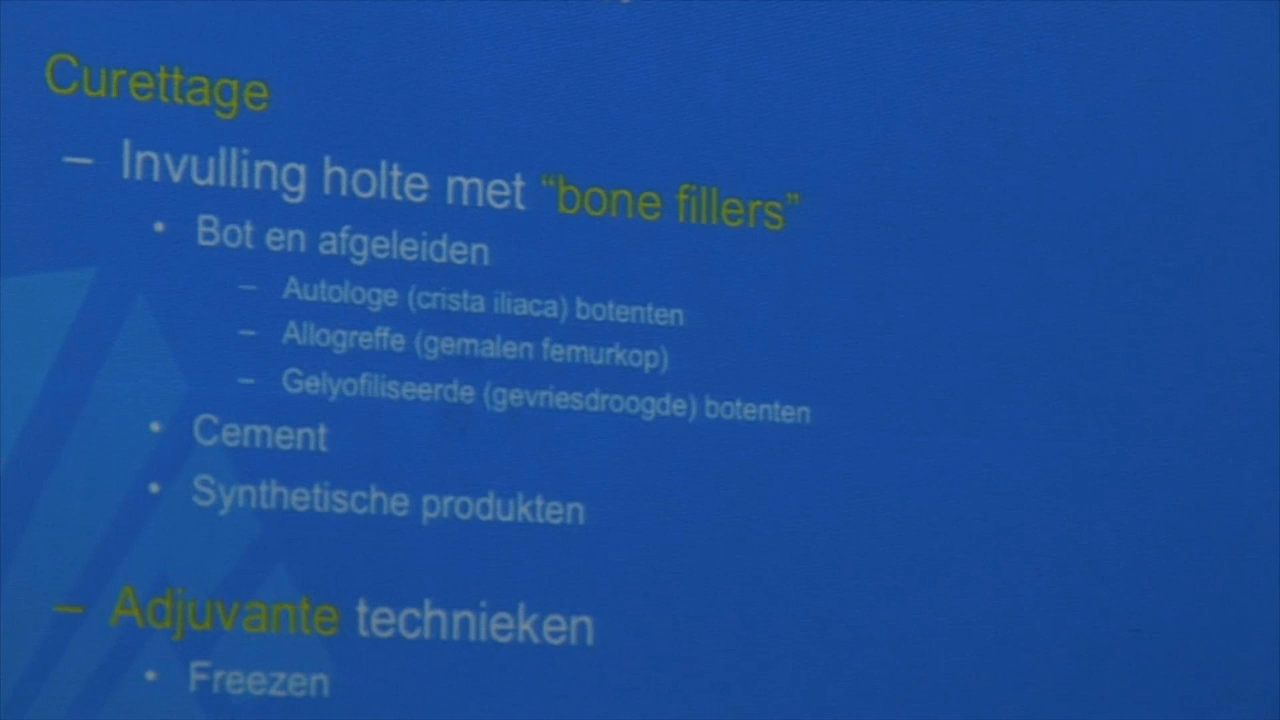 Curettage
– Invulling holte met “bone fillers”
• Bot en afgeleiden
– Autologe (crista iliaca) botenten
– Allogreffe (gemalen femurkop)
– Gelyofiliseerde (gevriesdroogde) botenten
• Cement
• Synthetische produkten
– Adjuvante technieken
• Freezen